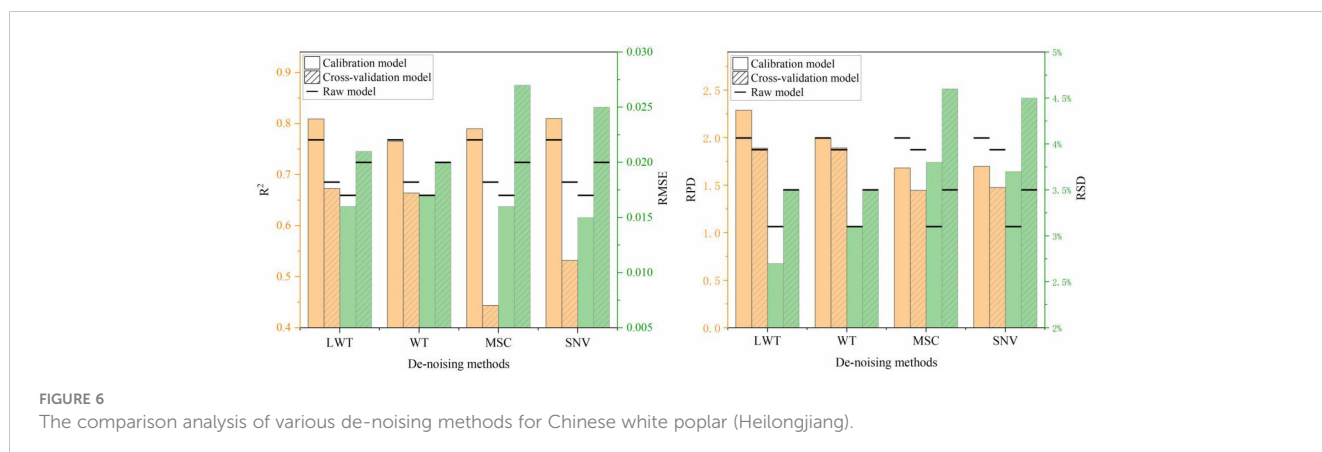 0.9
0.8
0.7
0.6
0.5
0.4
R²
Calibration model
Cross-validation model
Raw model
0.030
0.025
0.020
0.015
0.010
0.005
RMSE
LWT WT MSC SNV
De-noising methods
2.5
2.0
1.5
1.0
0.5
0.0
RPD
Calibration model
Cross-validation model
Raw model
5%
4.5%
4%
3.5%
3%
2.5%
2%
RSD
LWT WT MSC SNV
De-noising methods
FIGURE 6
The comparison analysis of various de-noising methods for Chinese white poplar (Heilongjiang).